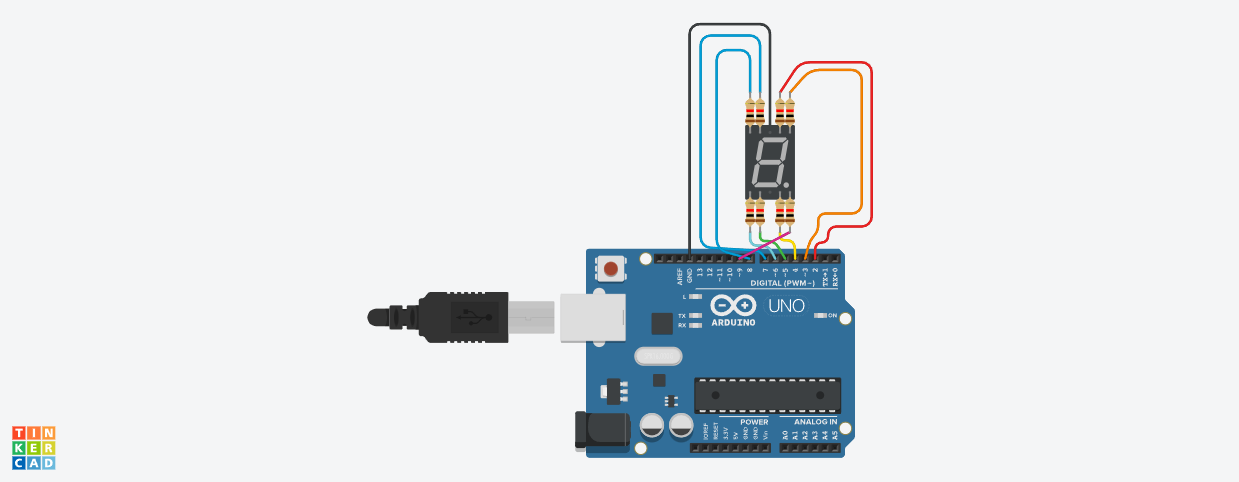 AREF
GND
13
12
~11
~10
~9
8
7
~6
~5
4
~3
2
TX→1
RX←0
DIGITAL (PWM~)
L
TX
RX
UNO
ARDUINO
ON
POWER
ANALOG IN
IOREF
RESET
3.3V
5V
GND
GND
Vin
A0
A1
A2
A3
A4
A5
TIN
KER
CAD